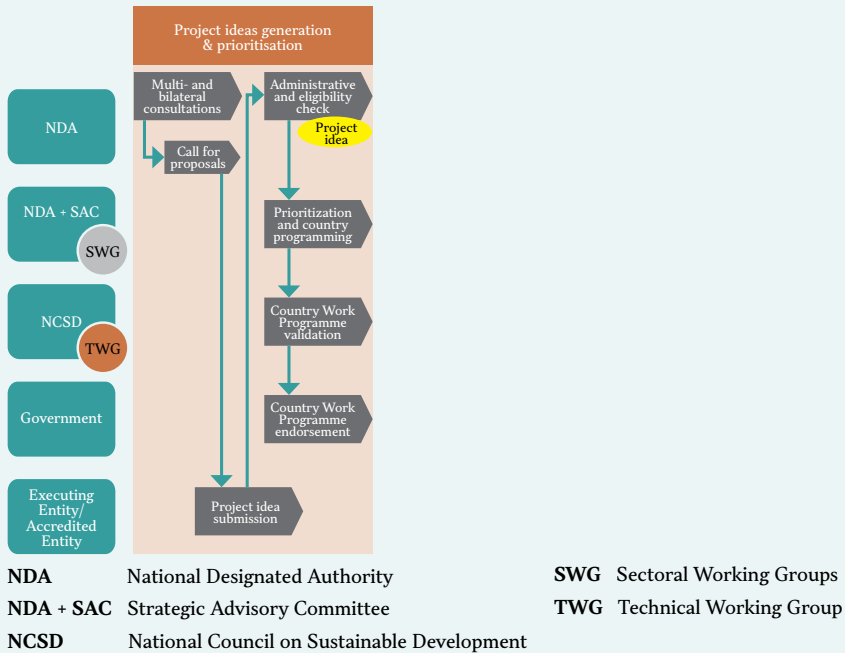 Project ideas generation
& prioritisation
Multi- and
bilateral
consultations
Administrative
and eligibility
check
Project
idea
NDA
Call for
proposals
NDA + SAC
SWG
Prioritization
and country
programming
NCSD
TWG
Country Work
Programme
validation
Government
Country Work
Programme
endorsement
Executing
Entity/
Accredited
Entity
Project idea
submission
NDA National Designated Authority
NDA + SAC Strategic Advisory Committee
NCSD National Council on Sustainable Development
SWG Sectoral Working Groups
TWG Technical Working Group